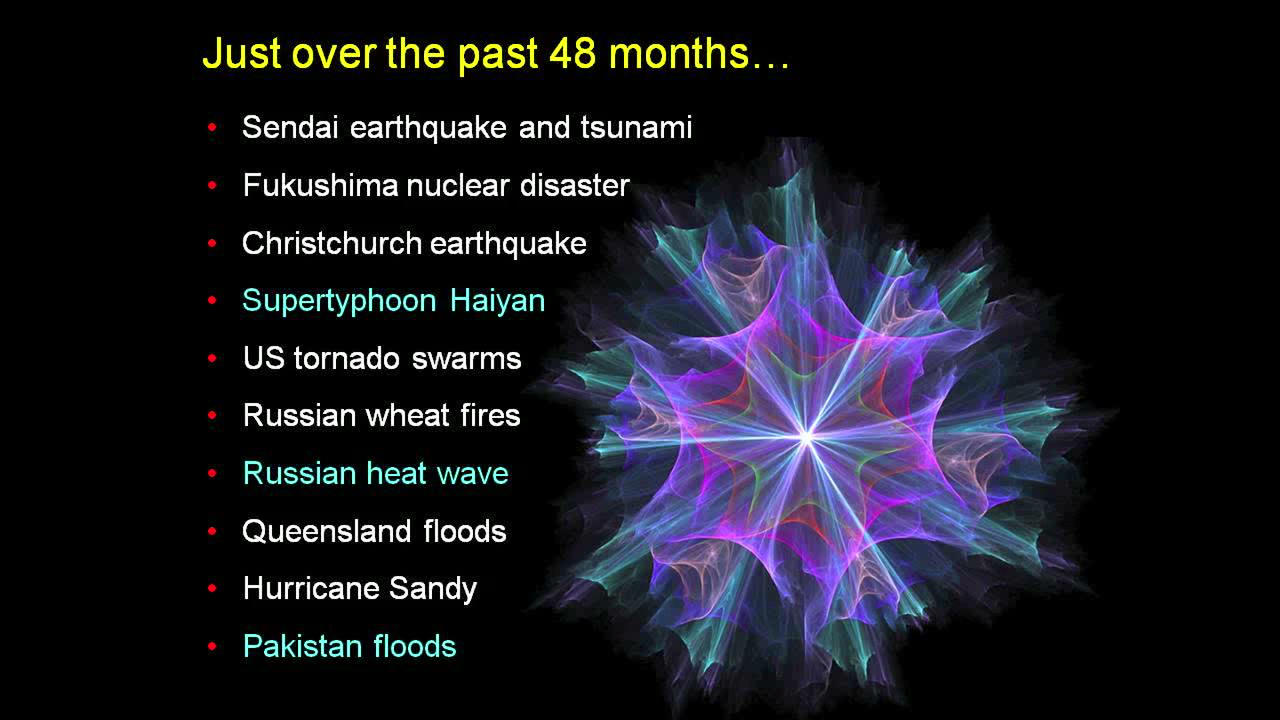 Just over the past 48 months…
• Sendai earthquake and tsunami
• Fukushima nuclear disaster
• Christchurch earthquake
• Supertyphoon Haiyan
• US tornado swarms
• Russian wheat fires
• Russian heat wave
• Queensland floods
• Hurricane Sandy
• Pakistan floods